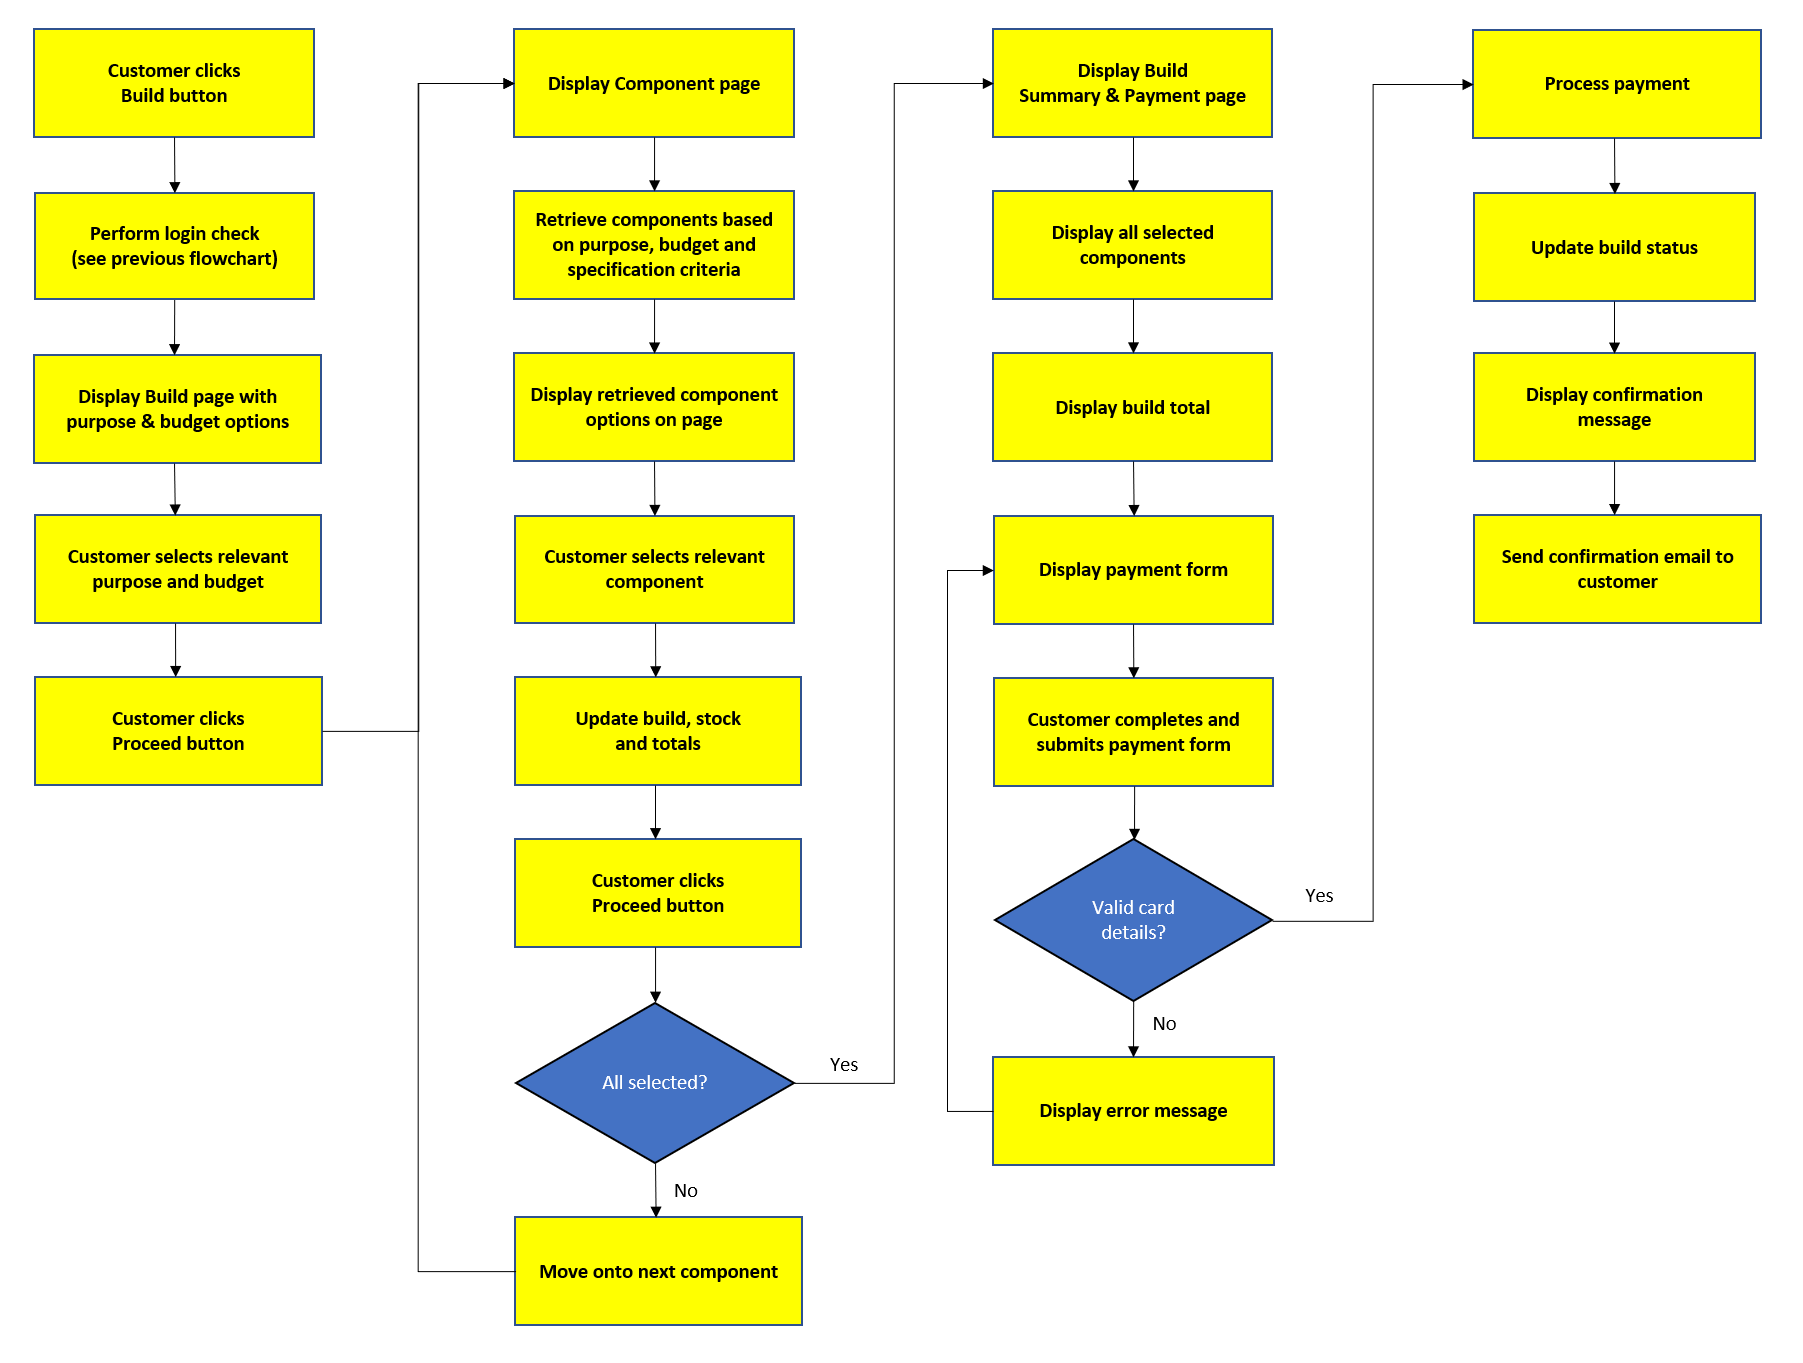 Customer clicks
Build button
Perform login check
(see previous flowchart)
Display Build page with
purpose & budget options
Customer selects relevant
purpose and budget
Customer clicks
Proceed button
Display Component page
Retrieve components based
on purpose, budget and
specification criteria
Display retrieved component
options on page
Customer selects relevant
component
Update build, stock
and totals
Customer clicks
Proceed button
All selected?
Yes
No
Move onto next component
Display Build
Summary & Payment page
Display all selected
components
Display build total
Display payment form
Customer completes and
submits payment form
Valid card
details?
Yes
No
Display error message
Process payment
Update build status
Display confirmation
message
Send confirmation email to
customer